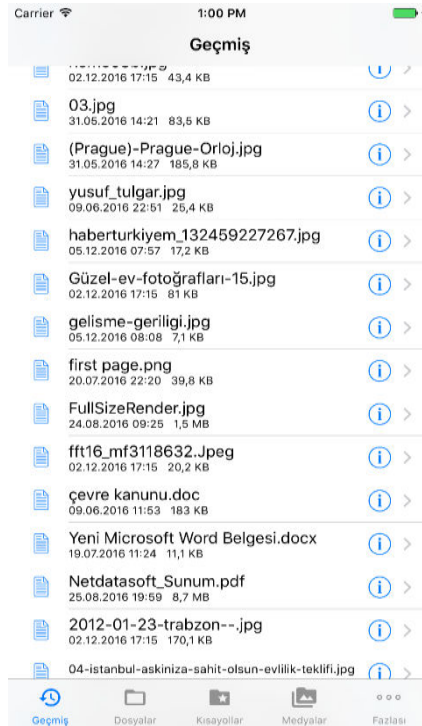 Carrier 1:00 PM
Geçmiş
02.12.2016 17:15 43,4 KB
03.jpg
31.05.2016 14:21 83,5 KB
(Prague)-Prague-Orloj.jpg
31.05.2016 14:27 185,8 KB
yusuf_tulgar.jpg
09.06.2016 22:51 25,4 KB
haberturkiyem_132459227267.jpg
05.12.2016 07:57 17,2 KB
Güzel-ev-fotoğrafları-15.jpg
02.12.2016 17:15 81 KB
gelisme-geriligi.jpg
05.12.2016 08:08 7,1 KB
first page.png
20.07.2016 22:20 39,8 KB
FullSizeRender.jpg
24.08.2016 09:25 1,5 MB
fft16_mf3118632.Jpeg
02.12.2016 17:15 20,2 KB
çevre kanunu.doc
09.06.2016 11:53 183 KB
Yeni Microsoft Word Belgesi.docx
19.07.2016 11:24 11,1 KB
Netdatasoft_Sunum.pdf
25.08.2016 19:59 8,7 MB
2012-01-23-trabzon--.jpg
02.12.2016 17:15 170,1 KB
04-istanbul-askiniza-sahit-olsun-evlilik-teklifi.jpg
Geçmiş Dosyalar Kısayollar Medyalar Fazlası